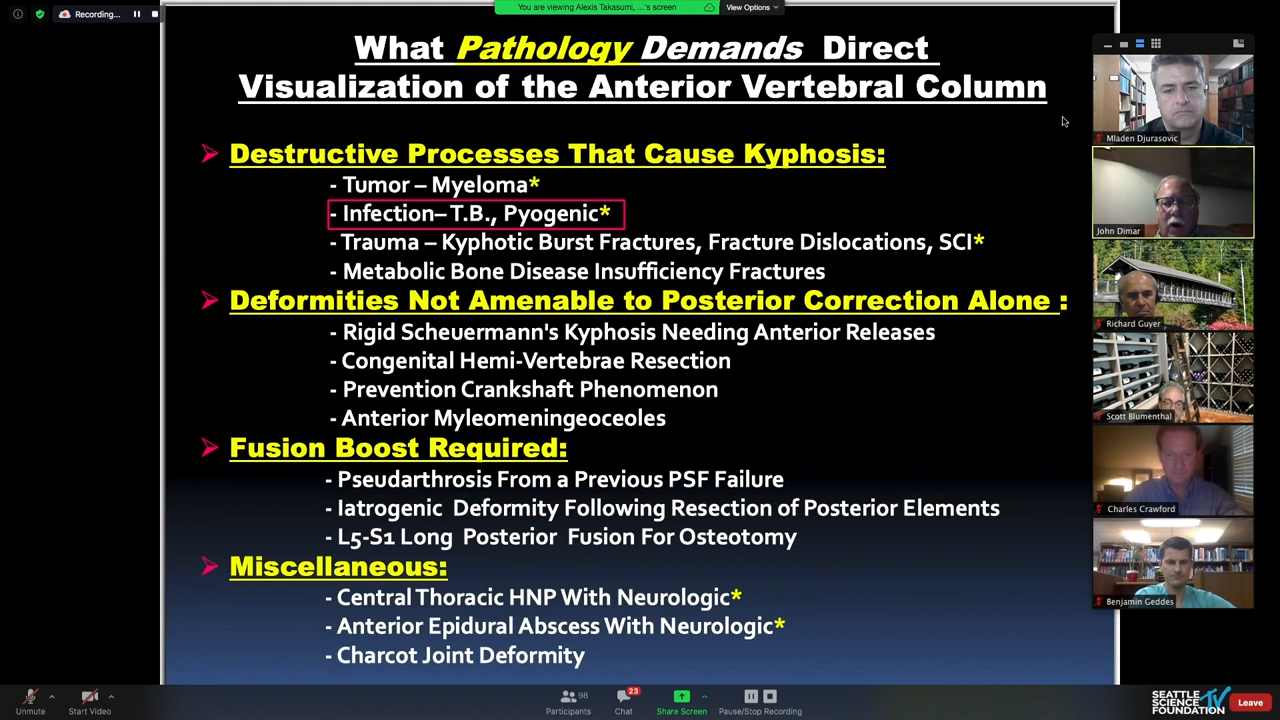 Recording...
You are viewing Alexis Takasumi, ...'s screen
View Options
What Pathology Demands Direct
Visualization of the Anterior Vertebral Column
Destructive Processes That Cause Kyphosis:
- Tumor – Myeloma*
- Infection– T.B., Pyogenic*
- Trauma – Kyphotic Burst Fractures, Fracture Dislocations, SCI*
- Metabolic Bone Disease Insufficiency Fractures
Deformities Not Amenable to Posterior Correction Alone :
- Rigid Scheuermann's Kyphosis Needing Anterior Releases
- Congenital Hemi-Vertebrae Resection
- Prevention Crankshaft Phenomenon
- Anterior Myleomeningeoceoles
Fusion Boost Required:
- Pseudarthrosis From a Previous PSF Failure
- Iatrogenic Deformity Following Resection of Posterior Elements
- L5-S1 Long Posterior Fusion For Osteotomy
Miscellaneous:
- Central Thoracic HNP With Neurologic*
- Anterior Epidural Abscess With Neurologic*
- Charcot Joint Deformity
Mladen Djurasovic
John Dimar
Richard Guyer
Scott Blumenthal
Charles Crawford
Benjamin Geddes
Unmute
Start Video
98
Participants
23
Chat
Share Screen
Pause/Stop Recording
SEATTLE
SCIENCE
FOUNDATION
TV
Leave